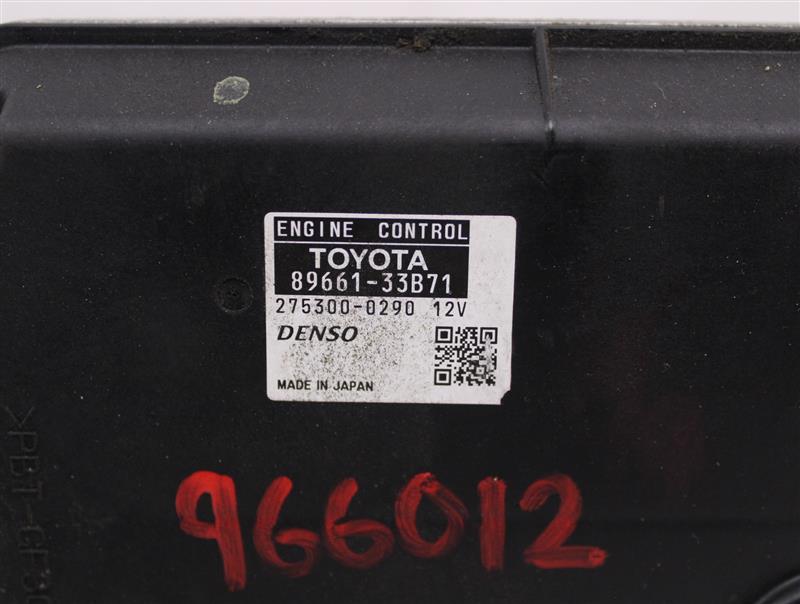 ENGINE CONTROL
TOYOTA
89661-33B71
275300-0290 12V
DENSO
MADE IN JAPAN
966012